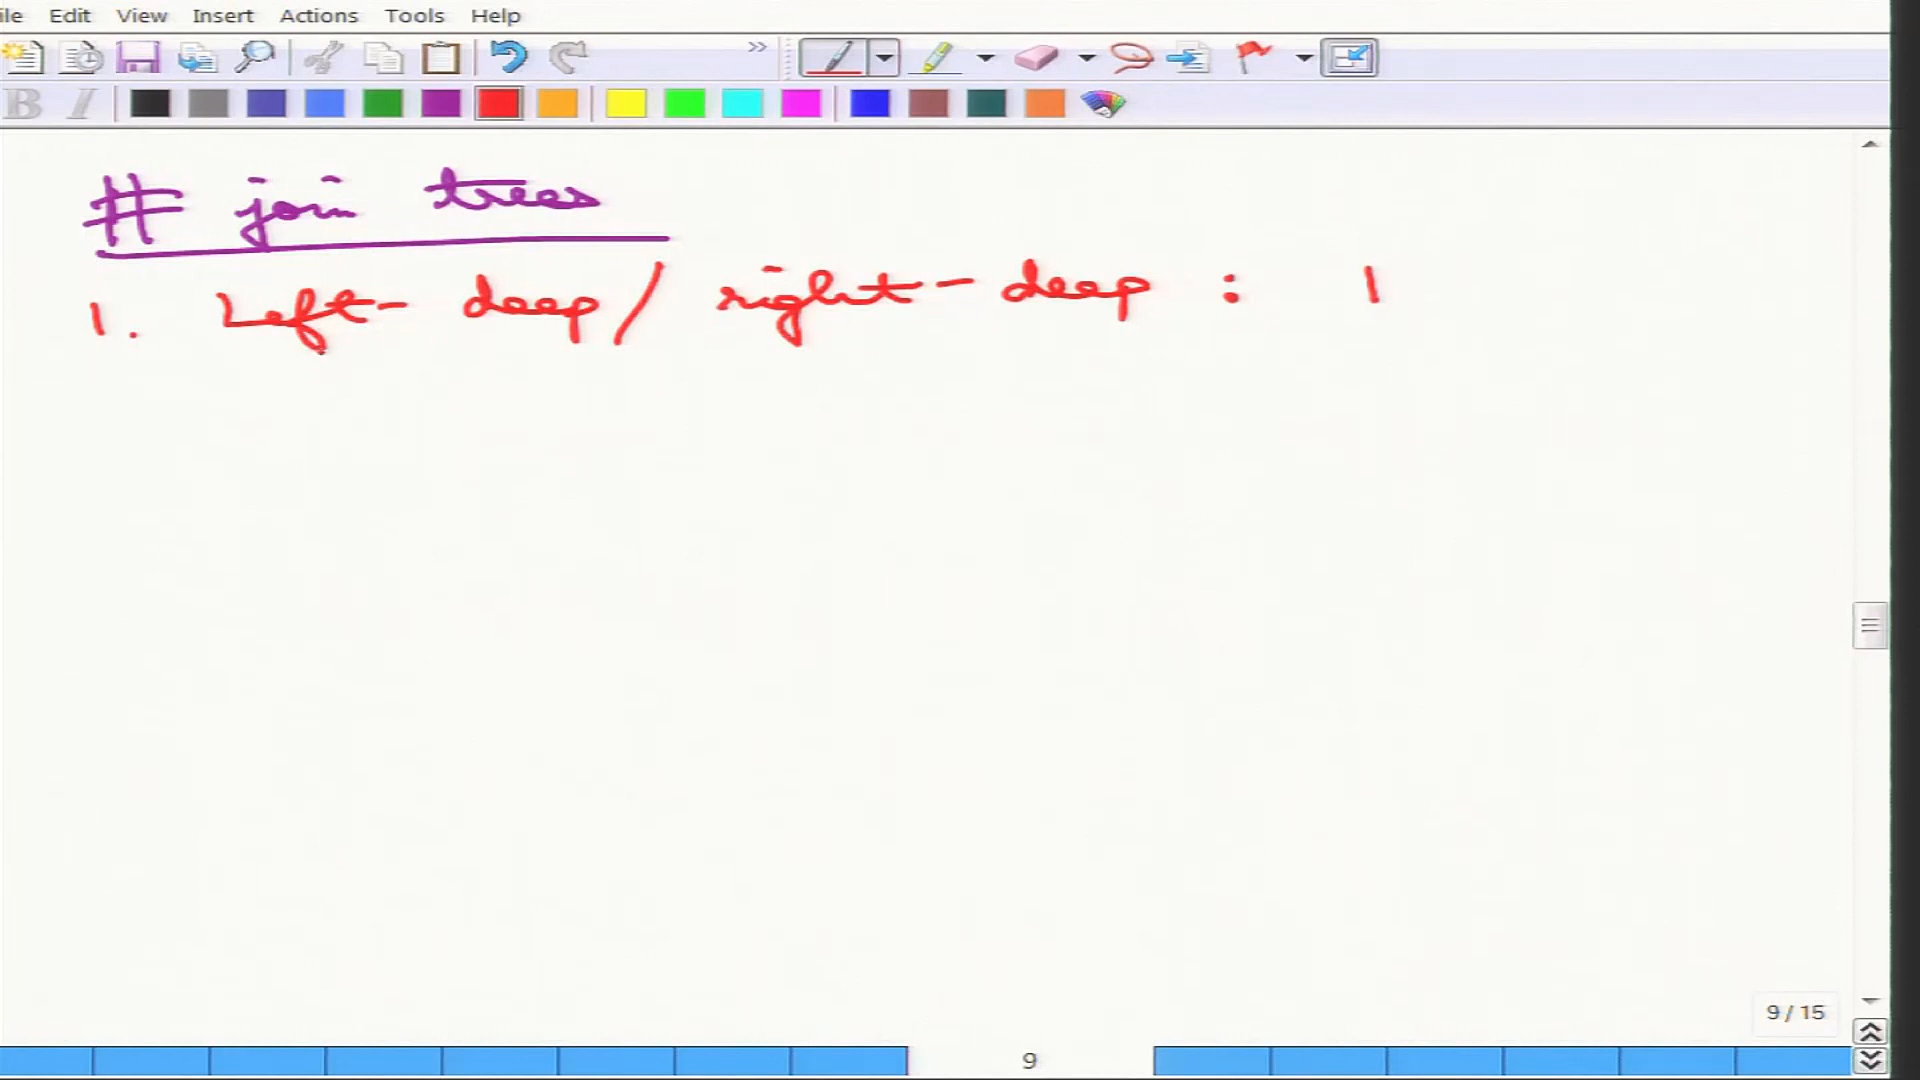 ile Edit View Insert Actions Tools Help
B I
# join trees
1. Left-deep/right-deep : 1
9 / 15
9